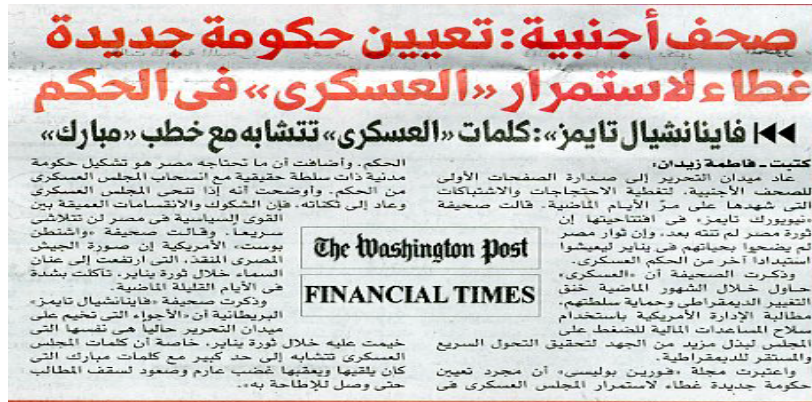 صحف أجنبية: تعيين حكومة جديدة
غطاء لاستمرار «العسكرى» فى الحكم
فاينانشيال تايمز»: كلمات «العسكرى» تتشابه مع خطب «مبارك»
كتبت - فاطمة زيدان:
عاد ميدان التحرير إلى صدارة الصفحات الأولى
للصحف الأجنبية، لتغطية الاحتجاجات والاشتباكات
التى شهدها على مرّ الأيام الماضية. قالت صحيفة
«نيويورك تايمز» فى افتتاحيتها إن
ثورة مصر لم تنته بعد، وإن ثوار مصر
لم يضحوا بحياتهم فى يناير ليعيشوا
استبداداً آخر من الحكم العسكرى.
وذكرت الصحيفة أن «العسكرى»
حاول خلال الشهور الماضية خنق
التغيير الديمقراطى وحماية سلطتهم،
مطالبة الإدارة الأمريكية باستخدام
سلاح المساعدات المالية للضغط على
المجلس ليبذل مزيد من الجهد لتحقيق التحول السريع
والمستقر للديمقراطية.
واعتبرت مجلة «فورين بوليسى» أن مجرد تعيين
حكومة جديدة غطاء لاستمرار المجلس العسكرى فى
الحكم، وأضافت أن ما تحتاجه مصر هو تشكيل حكومة
مدنية ذات سلطة حقيقية مع انسحاب المجلس العسكرى
من الحكم. وأوضحت أنه إذا تنحى المجلس العسكرى
وعاد إلى ثكناته، فإن الشكوك والانقسامات العميقة بين
القوى السياسية فى مصر لن تتلاشى
سريعاً. وقالت صحيفة «واشنطن
بوست» الأمريكية إن صورة الجيش
المصرى المنقذ، التى ارتفعت إلى عنان
السماء خلال ثورة يناير، تآكلت بشدة
فى الأيام القليلة الماضية.
وذكرت صحيفة «فاينانشيال تايمز»
البريطانية أن «الأجواء التى تخيم على
ميدان التحرير حالياً هى نفسها التى
خيمت عليه خلال ثورة يناير، خاصة أن كلمات المجلس
العسكرى تتشابه إلى حد كبير مع كلمات مبارك التى
كان يلقيها ويعقبها غضب عارم وصعود لسقف المطالب
حتى وصل للإطاحة به».
The Washington Post
FINANCIAL TIMES